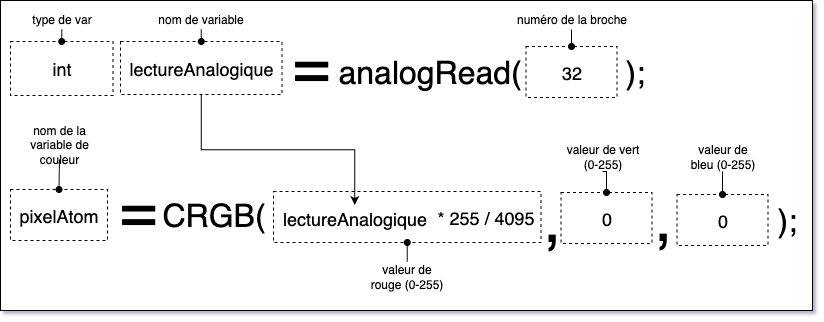 type de var
nom de variable
numéro de la broche
int lectureAnalogique = analogRead( 32 );
nom de la
variable de
couleur
valeur de vert
(0-255)
valeur de
bleu (0-255)
pixelAtom = CRGB( lectureAnalogique * 255 / 4095 , 0 , 0 );
valeur de
rouge (0-255)